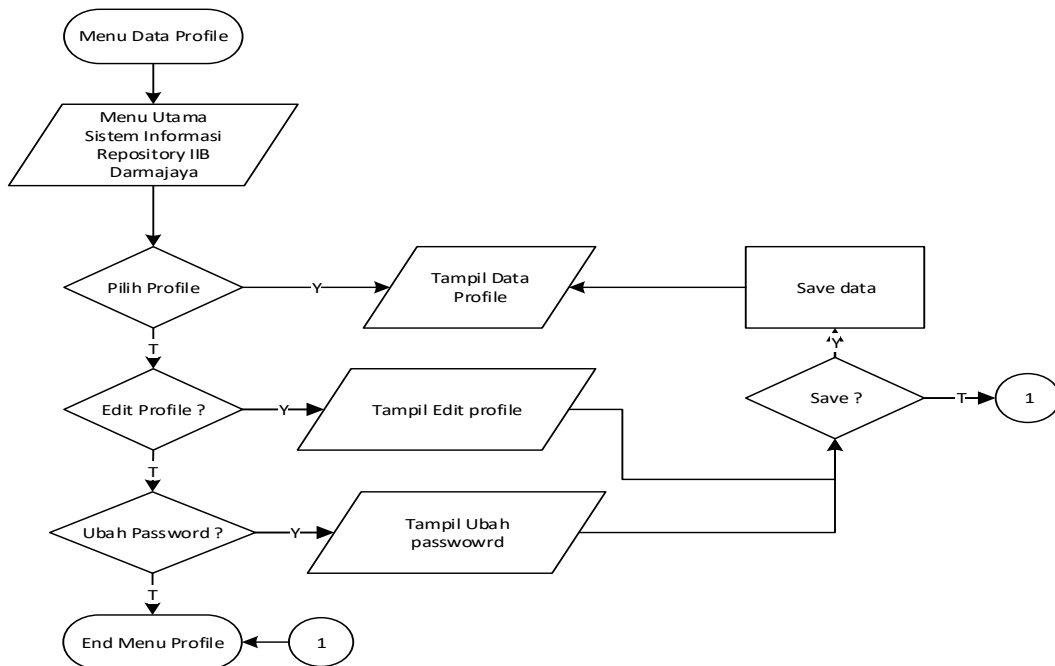 Menu Data Profile
Menu Utama
Sistem Informasi
Repository IIB
Darmajaya
Pilih Profile
Y
Tampil Data
Profile
Save data
T
Y
Edit Profile ?
Y
Tampil Edit profile
Save ?
T
1
T
Ubah Password ?
Y
Tampil Ubah
passwowrd
T
End Menu Profile
1